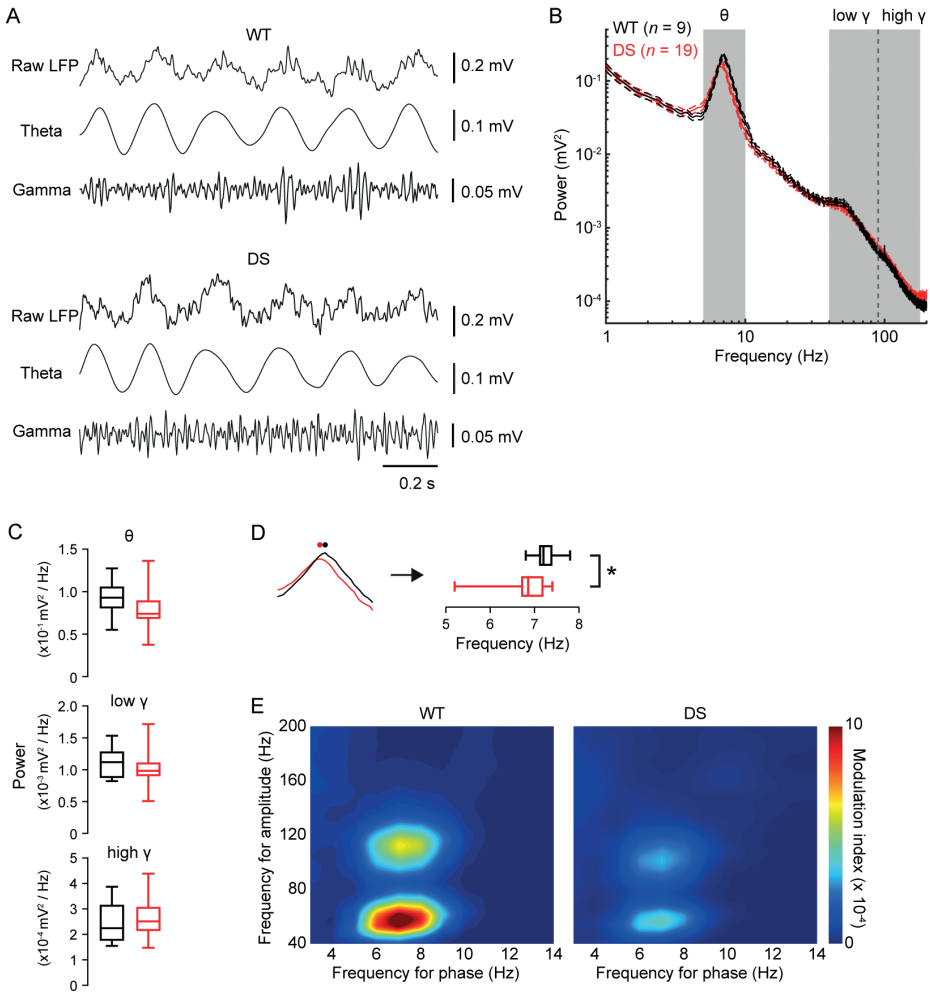 A
WT
Raw LFP
0.2 mV
Theta
0.1 mV
Gamma
0.05 mV
DS
Raw LFP
0.2 mV
Theta
0.1 mV
Gamma
0.05 mV
0.2 s
B
θ
low γ
high γ
WT (n = 9)
DS (n = 19)
10⁻¹
10⁻²
10⁻³
10⁻⁴
Power (mV²)
1
10
100
Frequency (Hz)
C
θ
1.5
1.0
0.5
0
(x10⁻¹ mV² / Hz)
low γ
2.0
1.5
1.0
0.5
0
Power
(x10⁻³ mV² / Hz)
high γ
5
4
3
2
1
0
(x10⁻⁴ mV² / Hz)
D
*
5 6 7 8
Frequency (Hz)
E
WT
DS
200
160
120
80
40
Frequency for amplitude (Hz)
4 6 8 10 12 14
Frequency for phase (Hz)
4 6 8 10 12 14
Frequency for phase (Hz)
10
0
Modulation index (x 10⁻⁴)